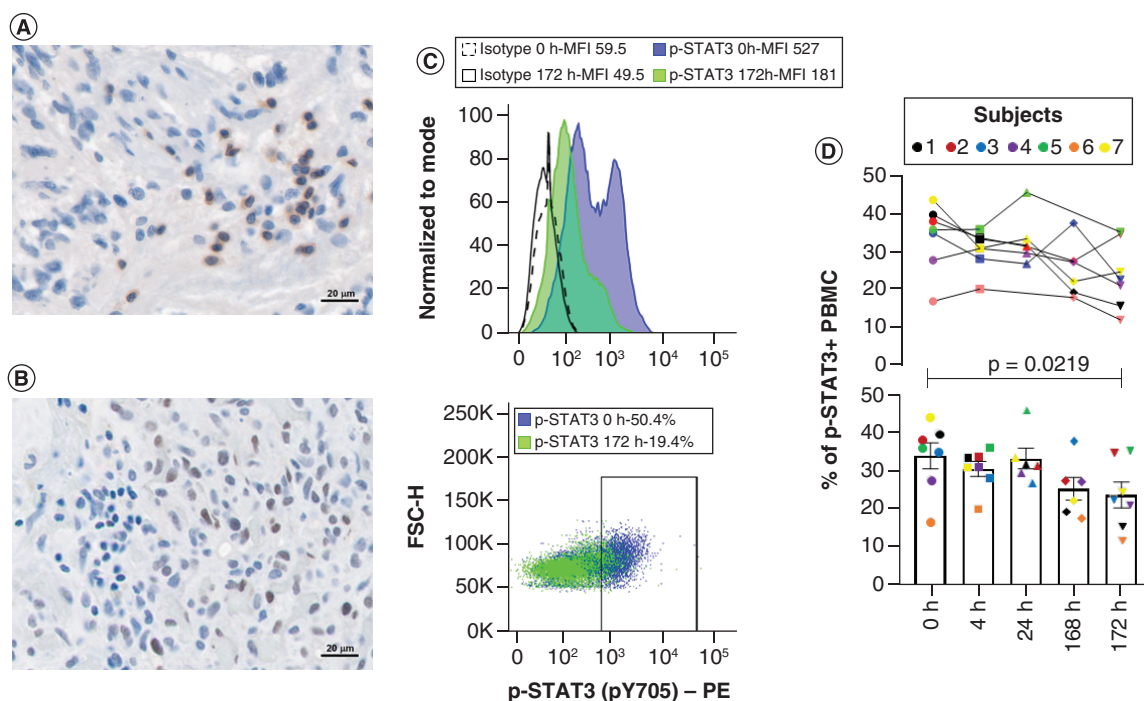 A
20 µm
B
20 µm
C
Isotype 0 h-MFI 59.5 p-STAT3 0h-MFI 527
Isotype 172 h-MFI 49.5 p-STAT3 172h-MFI 181
Normalized to mode
100
80
60
40
20
0
0 10² 10³ 10⁴ 10⁵
p-STAT3 0 h-50.4%
p-STAT3 172 h-19.4%
FSC-H
250K
200K
150K
100K
50K
0K
0 10² 10³ 10⁴ 10⁵
p-STAT3 (pY705) – PE
D
Subjects
1 2 3 4 5 6 7
% of p-STAT3+ PBMC
50
40
30
20
10
0
p = 0.0219
50
40
30
20
10
0
0 h
4 h
24 h
168 h
172 h